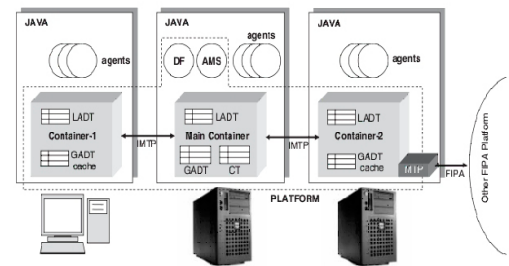 JAVA
agents
LADT
Container-1
GADT
cache
IMTP
JAVA
DF
AMS
agents
LADT
Main Container
GADT
CT
IMTP
JAVA
agents
LADT
Container-2
GADT
cache
MTP
FIPA
PLATFORM
Other FIPA Platform